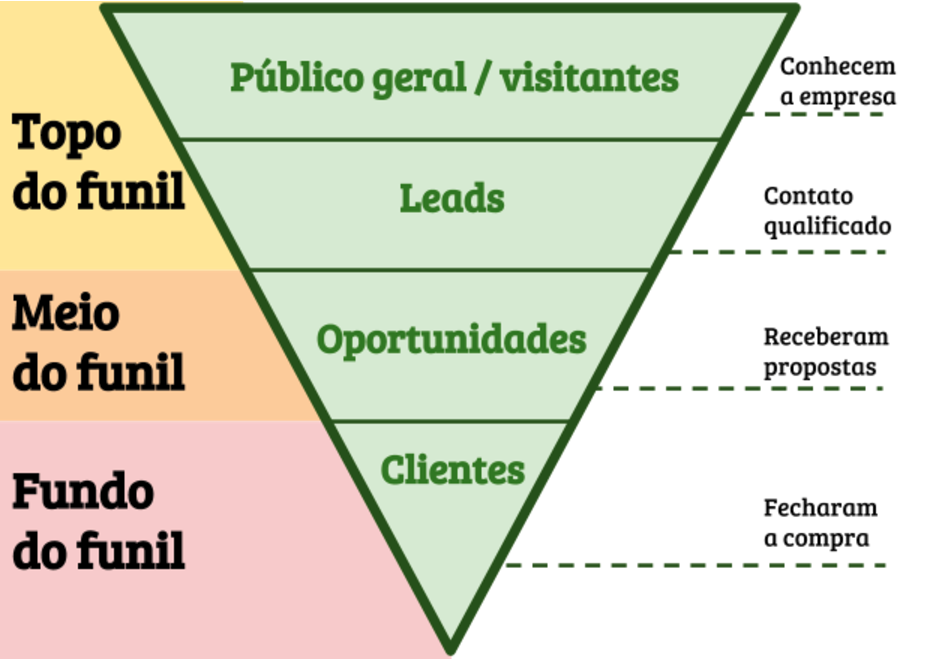 Público geral / visitantes
Conhecem
a empresa
Topo
do funil
Leads
Contato
qualificado
Meio
do funil
Oportunidades
Receberam
propostas
Fundo
do funil
Clientes
Fecharam
a compra